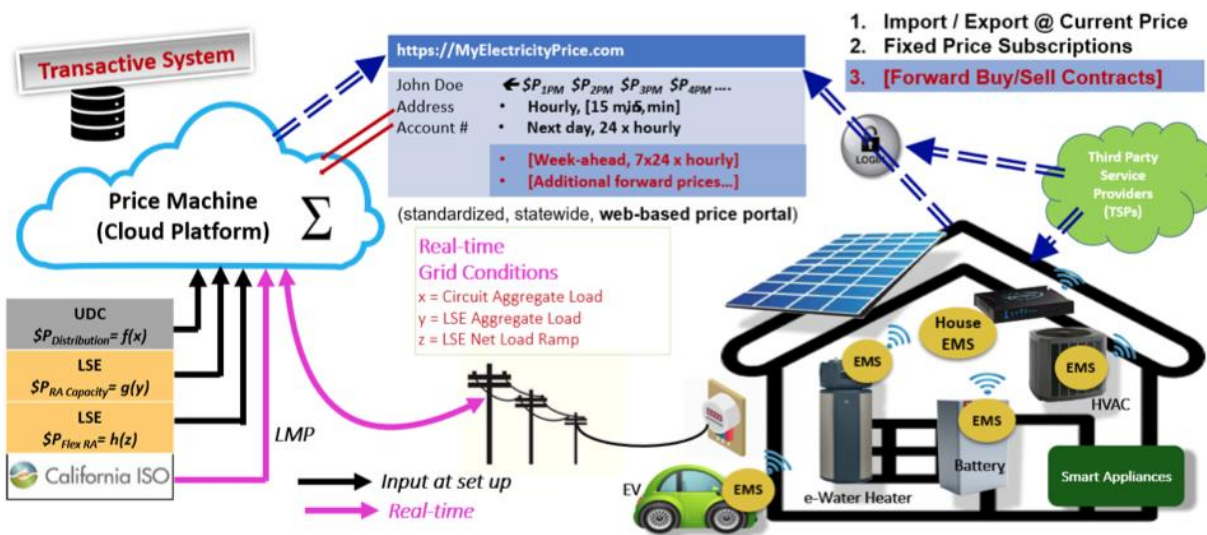 Transactive System
https://MyElectricityPrice.com
John Doe
Address
Account #
←$P1PM $P2PM $P3PM $P4PM ....
• Hourly, [15 min,5 min]
• Next day, 24 x hourly
• [Week-ahead, 7x24 x hourly]
• [Additional forward prices...]
(standardized, statewide, web-based price portal)
1. Import / Export @ Current Price
2. Fixed Price Subscriptions
3. [Forward Buy/Sell Contracts]
LOGIN
Third Party
Service
Providers
(TSPs)
Price Machine
(Cloud Platform)
Σ
Real-time
Grid Conditions
x = Circuit Aggregate Load
y = LSE Aggregate Load
z = LSE Net Load Ramp
UDC
$PDistribution= f(x)
LSE
$PRA Capacity= g(y)
LSE
$PFlex RA= h(z)
California ISO
LMP
Input at set up
Real-time
House
EMS
EMS
EMS
HVAC
EMS
Battery
e-Water Heater
Smart Appliances
EV
EMS